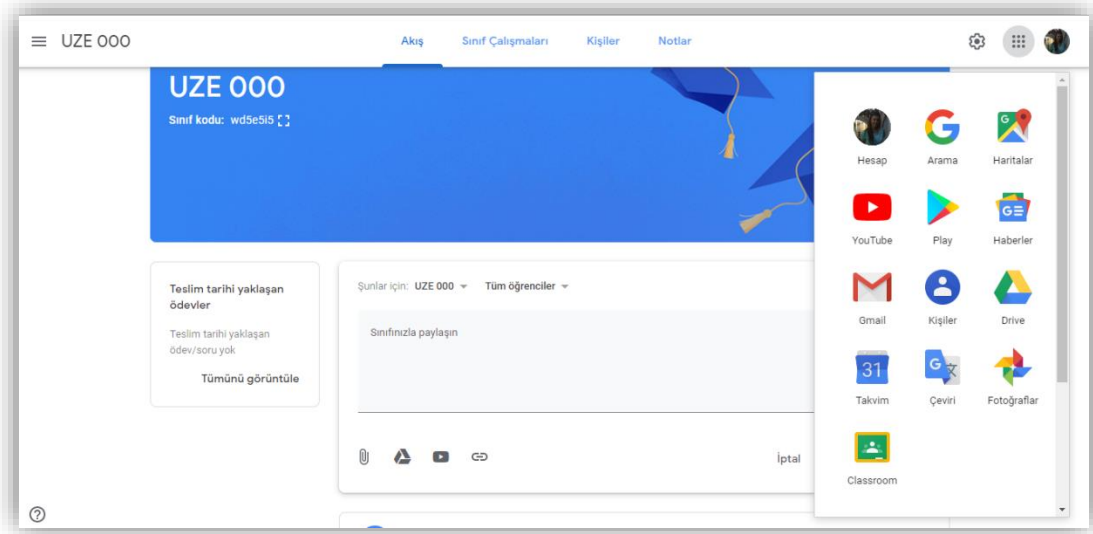 UZE 000
Akış
Sınıf Çalışmaları
Kişiler
Notlar
UZE 000
Sınıf kodu: wd5e5i5
Teslim tarihi yaklaşan
ödevler
Teslim tarihi yaklaşan
ödev/soru yok
Tümünü görüntüle
Şunlar için: UZE 000 Tüm öğrenciler
Sınıfınızla paylaşın
İptal
Hesap
Arama
Haritalar
YouTube
Play
Haberler
Gmail
Kişiler
Drive
31
Takvim
Çeviri
Fotoğraflar
Classroom